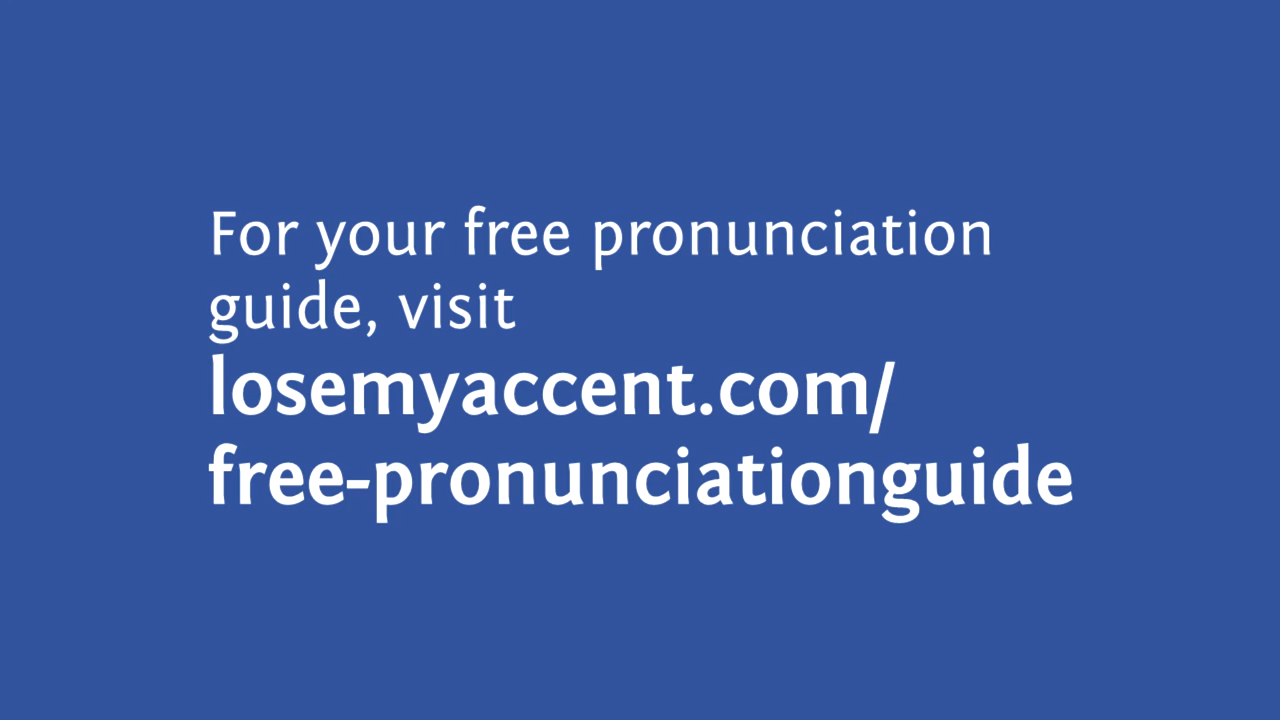 For your free pronunciation
guide, visit
losemyaccent.com/
free-pronunciationguide